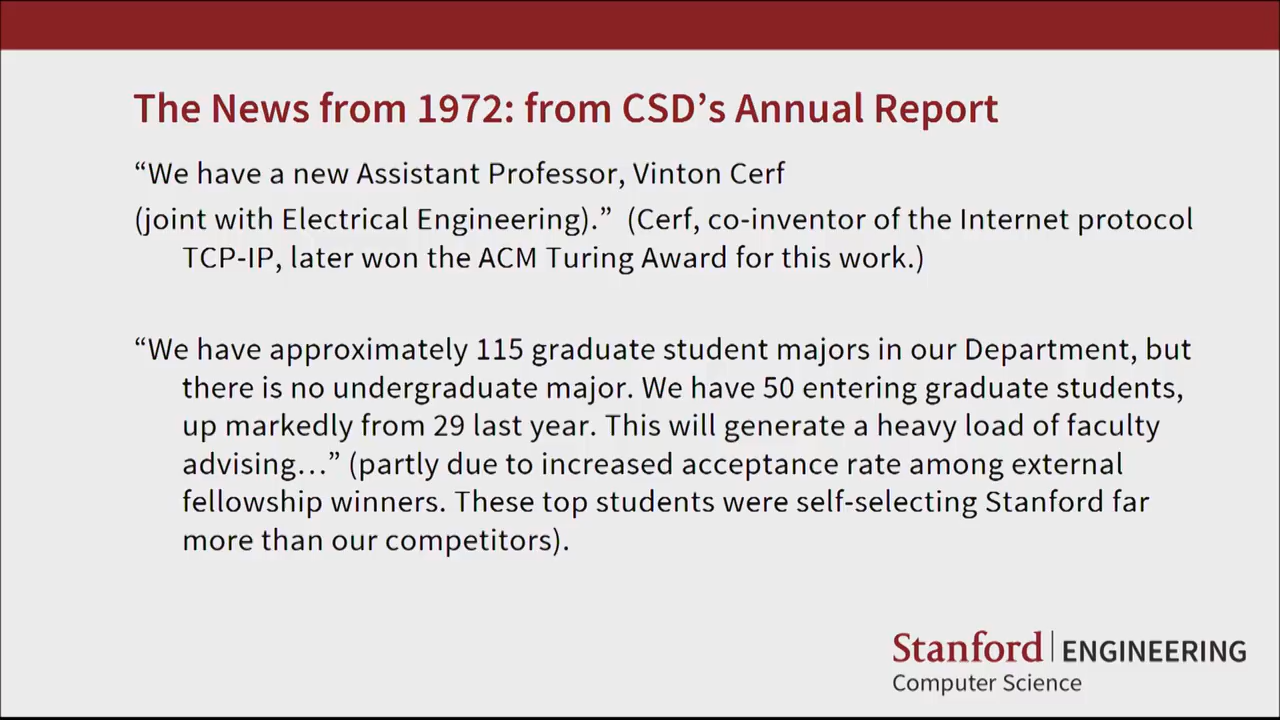 The News from 1972: from CSD’s Annual Report
“We have a new Assistant Professor, Vinton Cerf
(joint with Electrical Engineering).” (Cerf, co-inventor of the Internet protocol
TCP-IP, later won the ACM Turing Award for this work.)
“We have approximately 115 graduate student majors in our Department, but
there is no undergraduate major. We have 50 entering graduate students,
up markedly from 29 last year. This will generate a heavy load of faculty
advising…” (partly due to increased acceptance rate among external
fellowship winners. These top students were self-selecting Stanford far
more than our competitors).
Stanford | ENGINEERING
Computer Science